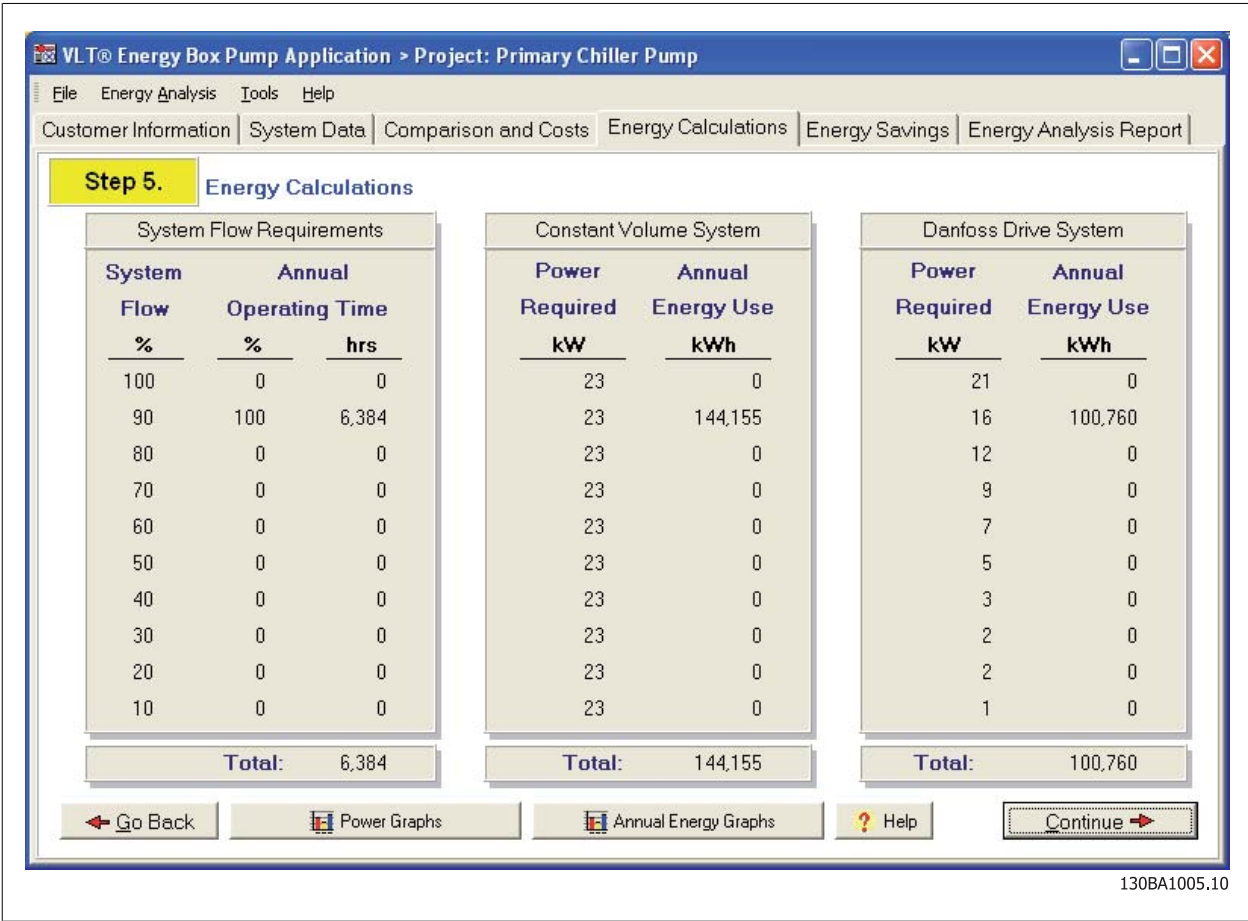 VLT® Energy Box Pump Application > Project: Primary Chiller Pump
File Energy Analysis Tools Help
Customer Information System Data Comparison and Costs Energy Calculations Energy Savings Energy Analysis Report
Step 5. Energy Calculations
System Flow Requirements Constant Volume System Danfoss Drive System
System Annual Power Annual Power Annual
Flow Operating Time Required Energy Use Required Energy Use
% % hrs kW kWh kW kWh
100 0 0 23 0 21 0
90 100 6,384 23 144,155 16 100,760
80 0 0 23 0 12 0
70 0 0 23 0 9 0
60 0 0 23 0 7 0
50 0 0 23 0 5 0
40 0 0 23 0 3 0
30 0 0 23 0 2 0
20 0 0 23 0 2 0
10 0 0 23 0 1 0
Total: 6,384 Total: 144,155 Total: 100,760
Go Back Power Graphs Annual Energy Graphs ? Help Continue
130BA1005.10